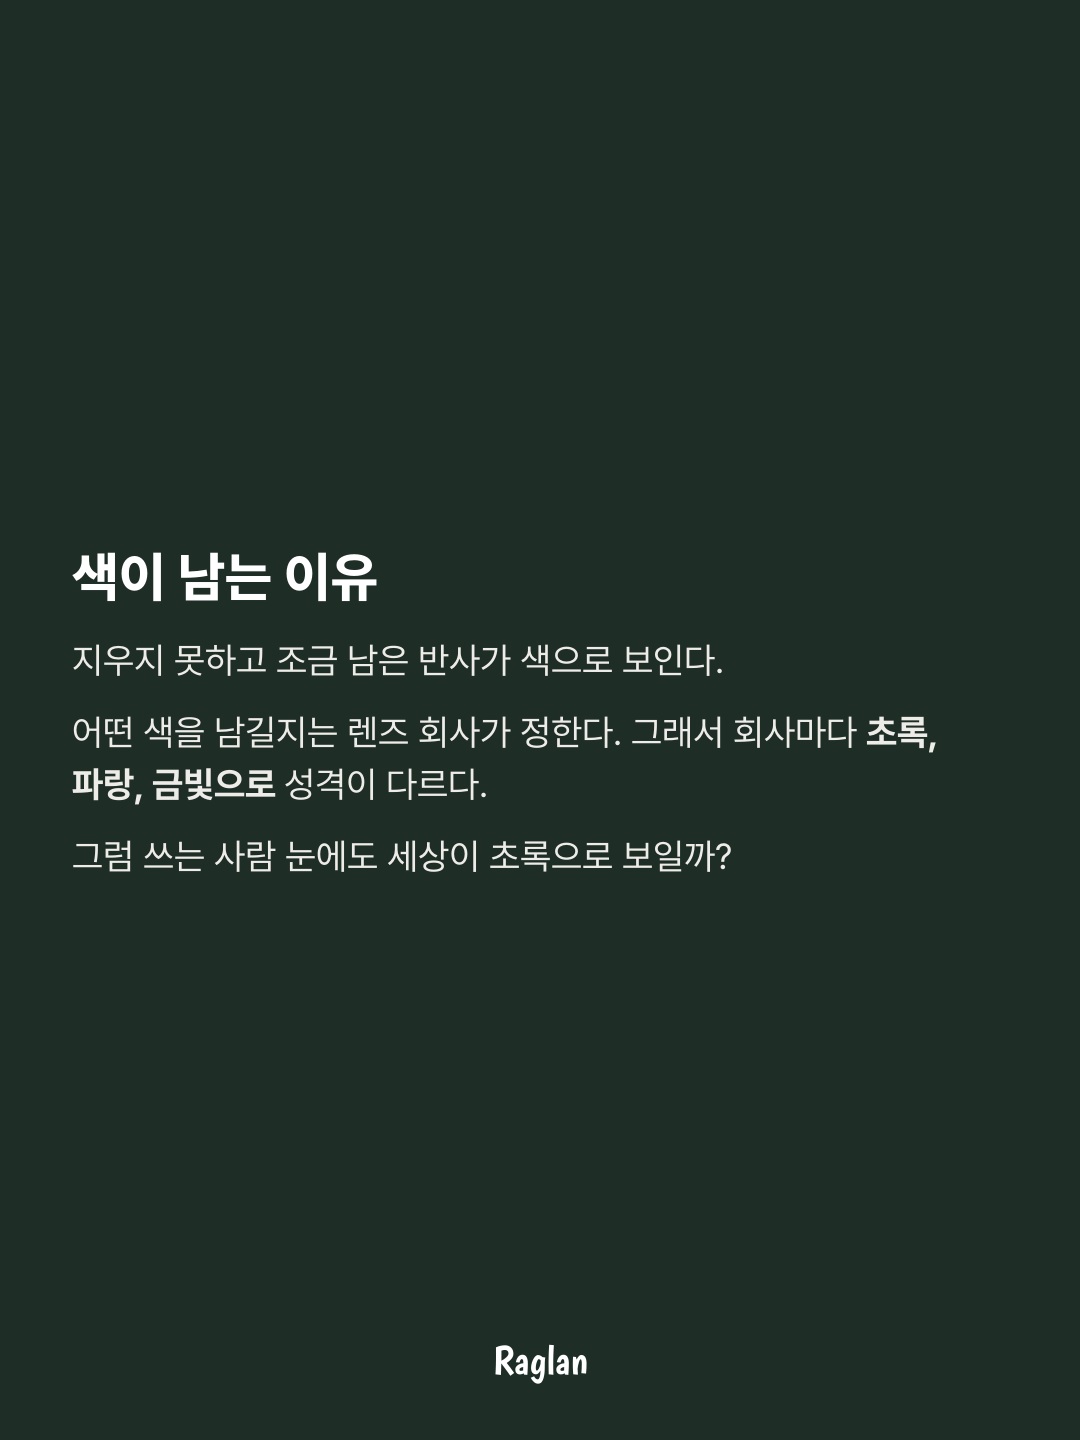 색이 남는 이유
지우지 못하고 조금 남은 반사가 색으로 보인다.
어떤 색을 남길지는 렌즈 회사가 정한다. 그래서 회사마다 초록,
파랑, 금빛으로 성격이 다르다.
그럼 쓰는 사람 눈에도 세상이 초록으로 보일까?
Raglan